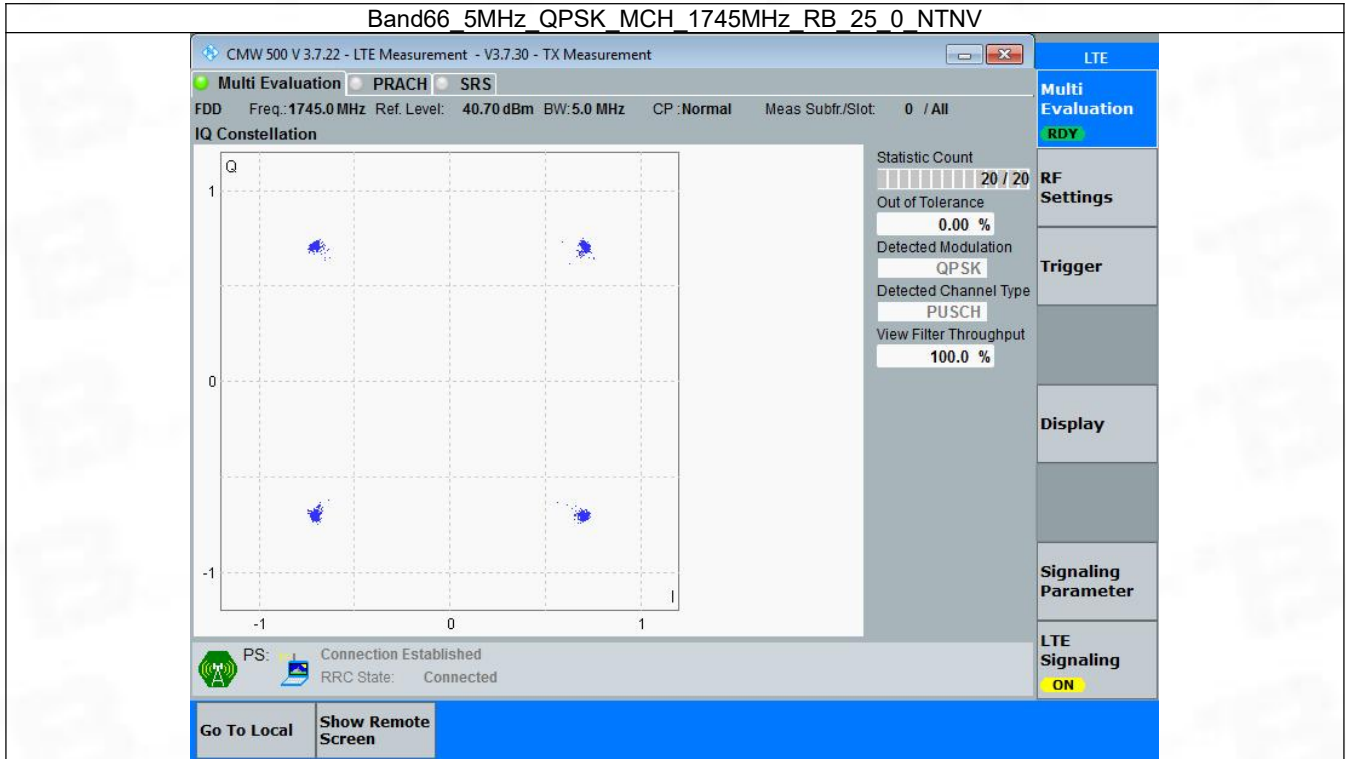 Band66_5MHz_QPSK_MCH_1745MHz_RB_25_0_NTNV
CMW 500 V 3.7.22 - LTE Measurement - V3.7.30 - TX Measurement
LTE
Multi Evaluation PRACH SRS
Multi
Evaluation
RDY
FDD Freq.:1745.0 MHz Ref. Level: 40.70 dBm BW:5.0 MHz CP :Normal Meas Subfr./Slot: 0 / All
IQ Constellation
Q
1
0
-1
I
-1 0 1
Statistic Count
20 / 20
Out of Tolerance
0.00 %
Detected Modulation
QPSK
Detected Channel Type
PUSCH
View Filter Throughput
100.0 %
RF
Settings
Trigger
Display
Signaling
Parameter
LTE
Signaling
ON
PS: Connection Established
RRC State: Connected
Go To Local
Show Remote
Screen